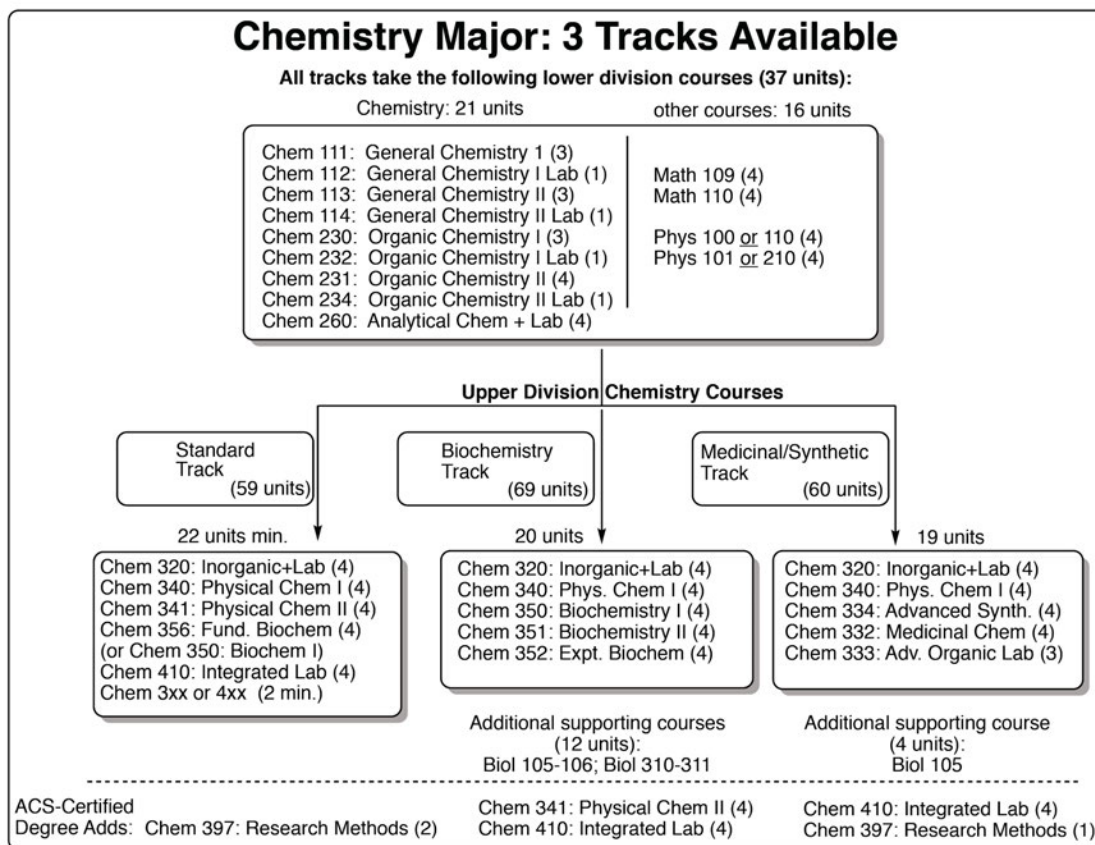 Chemistry Major: 3 Tracks Available
All tracks take the following lower division courses (37 units):
Chemistry: 21 units
other courses: 16 units
Chem 111: General Chemistry 1 (3)
Chem 112: General Chemistry I Lab (1)
Chem 113: General Chemistry II (3)
Chem 114: General Chemistry II Lab (1)
Chem 230: Organic Chemistry I (3)
Chem 232: Organic Chemistry I Lab (1)
Chem 231: Organic Chemistry II (4)
Chem 234: Organic Chemistry II Lab (1)
Chem 260: Analytical Chem + Lab (4)
Math 109 (4)
Math 110 (4)
Phys 100 or 110 (4)
Phys 101 or 210 (4)
Upper Division Chemistry Courses
Standard
Track
(59 units)
22 units min.
Chem 320: Inorganic+Lab (4)
Chem 340: Physical Chem I (4)
Chem 341: Physical Chem II (4)
Chem 356: Fund. Biochem (4)
(or Chem 350: Biochem I)
Chem 410: Integrated Lab (4)
Chem 3xx or 4xx (2 min.)
Biochemistry
Track
(69 units)
20 units
Chem 320: Inorganic+Lab (4)
Chem 340: Phys. Chem I (4)
Chem 350: Biochemistry I (4)
Chem 351: Biochemistry II (4)
Chem 352: Expt. Biochem (4)
Additional supporting courses
(12 units):
Biol 105-106; Biol 310-311
Medicinal/Synthetic
Track
(60 units)
19 units
Chem 320: Inorganic+Lab (4)
Chem 340: Phys. Chem I (4)
Chem 334: Advanced Synth. (4)
Chem 332: Medicinal Chem (4)
Chem 333: Adv. Organic Lab (3)
Additional supporting course
(4 units):
Biol 105
ACS-Certified
Degree Adds: Chem 397: Research Methods (2)
Chem 341: Physical Chem II (4)
Chem 410: Integrated Lab (4)
Chem 410: Integrated Lab (4)
Chem 397: Research Methods (1)